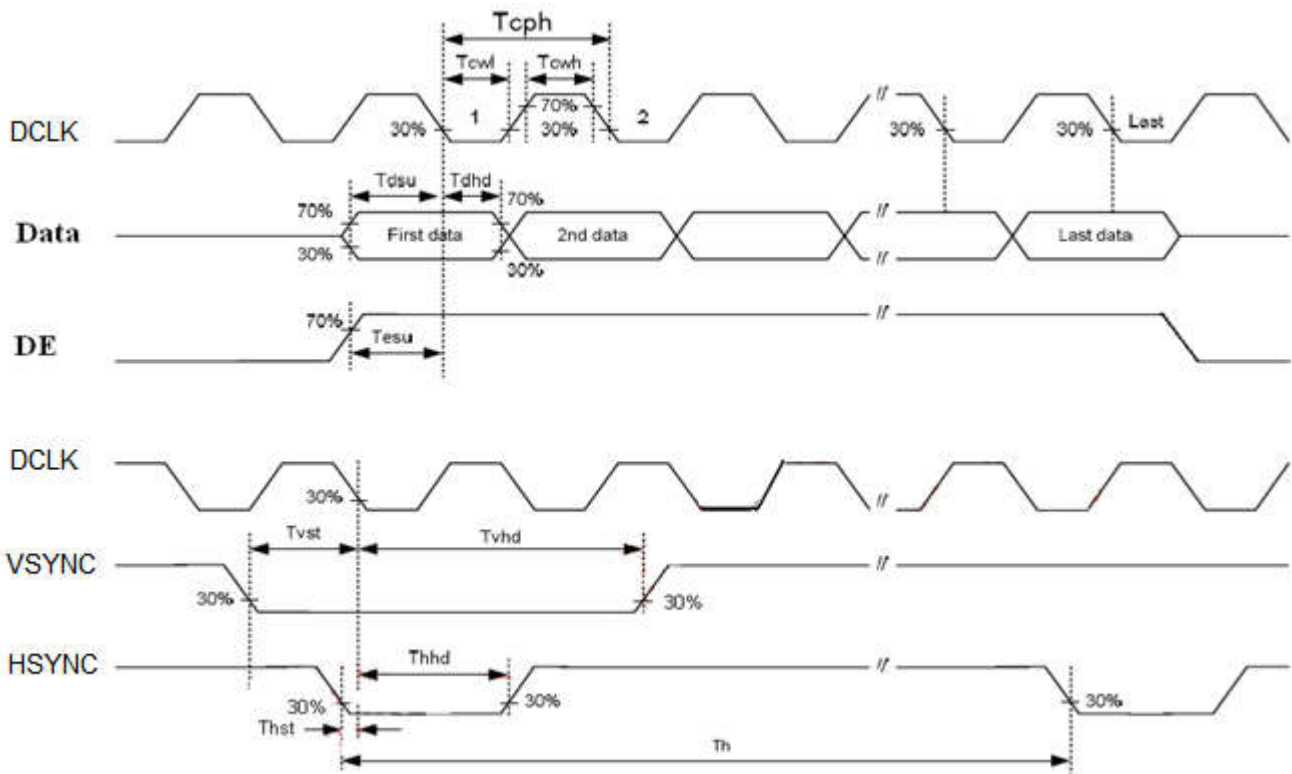 Tcph
Tcwl Tcwh
DCLK 30% 1 70% 30% 2 30% 30% Last
Tdsu Tdhd
70% 70%
Data First data 2nd data // Last data
30% 30%
70%
DE Tesu
DCLK 30%
Tvst Tvhd
VSYNC
30% 30%
HSYNC Thhd
30% 30% 30%
Thst
Th